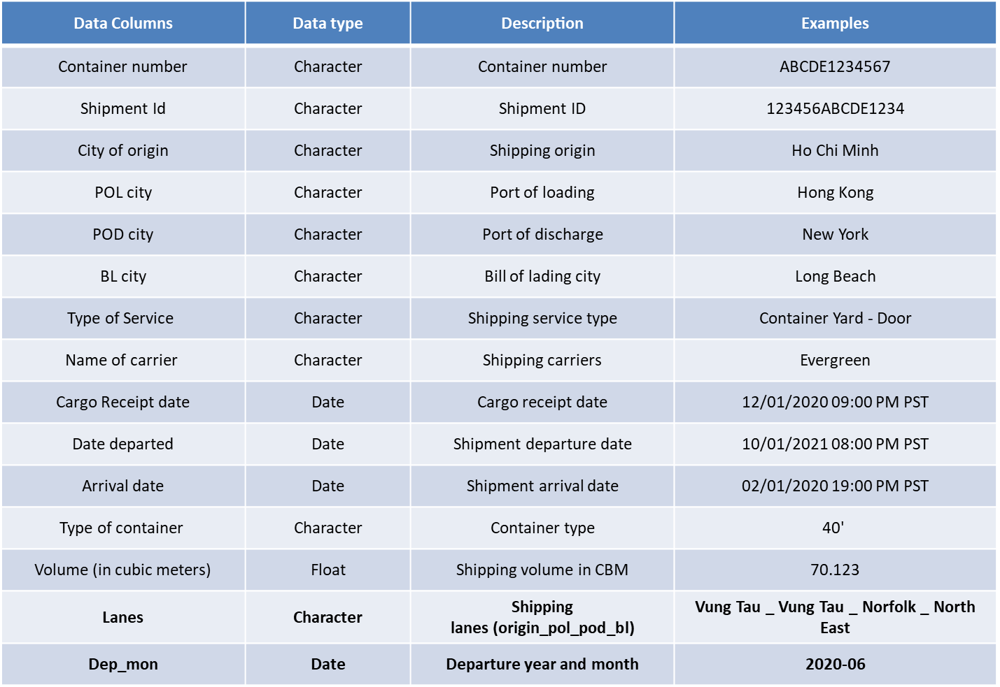 Data Columns Data type Description Examples
Container number Character Container number ABCDE1234567
Shipment Id Character Shipment ID 123456ABCDE1234
City of origin Character Shipping origin Ho Chi Minh
POL city Character Port of loading Hong Kong
POD city Character Port of discharge New York
BL city Character Bill of lading city Long Beach
Type of Service Character Shipping service type Container Yard - Door
Name of carrier Character Shipping carriers Evergreen
Cargo Receipt date Date Cargo receipt date 12/01/2020 09:00 PM PST
Date departed Date Shipment departure date 10/01/2021 08:00 PM PST
Arrival date Date Shipment arrival date 02/01/2020 19:00 PM PST
Type of container Character Container type 40'
Volume (in cubic meters) Float Shipping volume in CBM 70.123
Lanes Character Shipping
lanes (origin_pol_pod_bl) Vung Tau _ Vung Tau _ Norfolk _ North
East
Dep_mon Date Departure year and month 2020-06